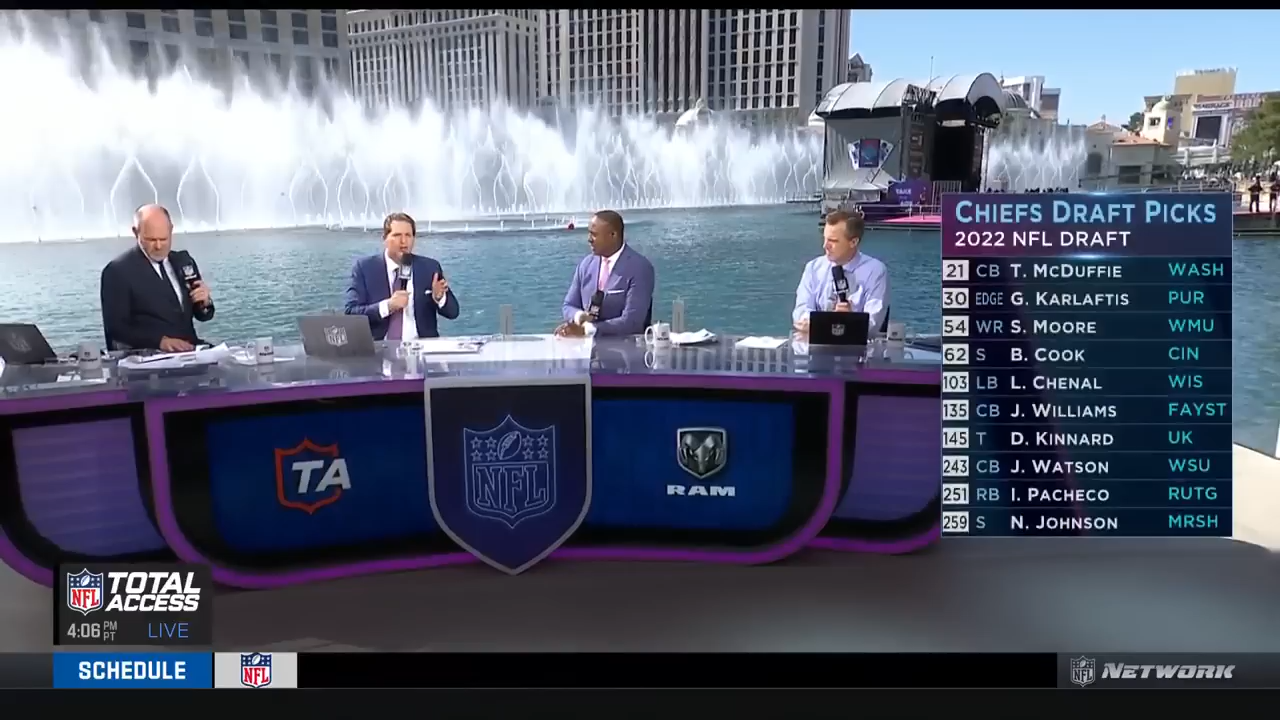 CHIEFS DRAFT PICKS
2022 NFL DRAFT
21 CB T. MCDUFFIE WASH
30 EDGE G. KARLAFTIS PUR
54 WR S. MOORE WMU
62 S B. COOK CIN
103 LB L. CHENAL WIS
135 CB J. WILLIAMS FAYST
145 T D. KINNARD UK
243 CB J. WATSON WSU
251 RB I. PACHECO RUTG
259 S N. JOHNSON MRSH
TA
NFL
RAM
NFL TOTAL ACCESS
4:06 PM PT LIVE
SCHEDULE NFL
NFL NETWORK